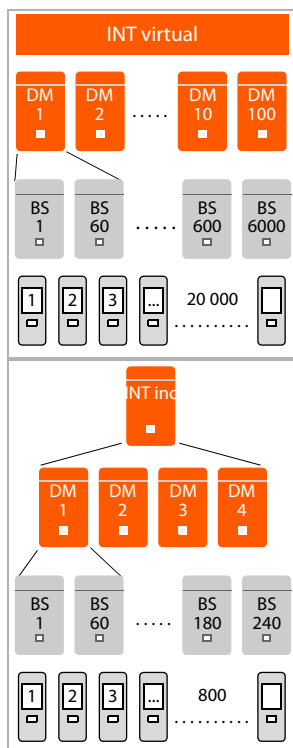 INT virtual
DM DM ..... DM DM
1 2 10 100
BS BS ..... BS BS
1 60 600 6000
1 2 3 ... 20 000
..........
INT inc
DM DM DM DM
1 2 3 4
BS BS ..... BS BS
1 60 180 240
1 2 3 ... 800
..........